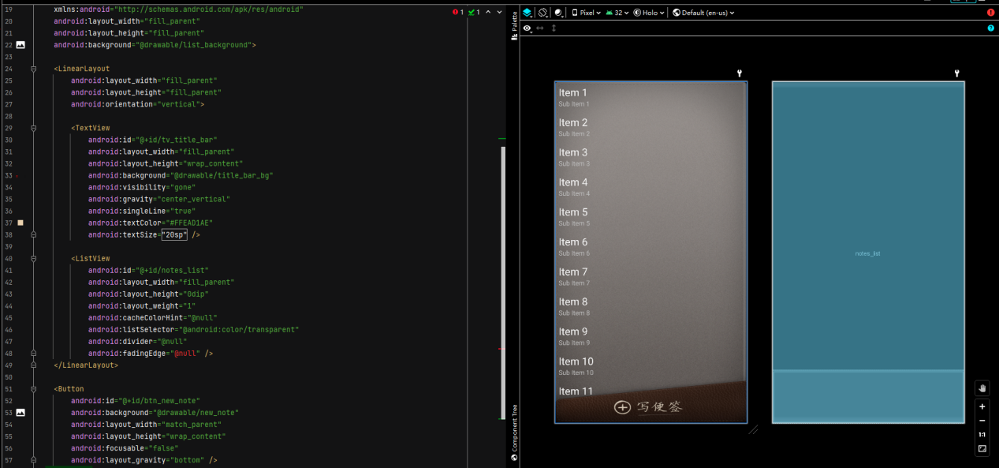 19 xmlns:android="http://schemas.android.com/apk/res/android"
20 android:layout_width="fill_parent"
21 android:layout_height="fill_parent"
22 android:background="@drawable/list_background">
23
24 <LinearLayout
25 android:layout_width="fill_parent"
26 android:layout_height="fill_parent"
27 android:orientation="vertical">
28
29 <TextView
30 android:id="@+id/tv_title_bar"
31 android:layout_width="fill_parent"
32 android:layout_height="wrap_content"
33 android:background="@drawable/title_bar_bg"
34 android:visibility="gone"
35 android:gravity="center_vertical"
36 android:singleLine="true"
37 android:textColor="#FFEAD1AE"
38 android:textSize="20sp" />
39
40 <ListView
41 android:id="@+id/notes_list"
42 android:layout_width="fill_parent"
43 android:layout_height="0dip"
44 android:layout_weight="1"
45 android:cacheColorHint="@null"
46 android:listSelector="@android:color/transparent"
47 android:divider="@null"
48 android:fadingEdge="@null" />
49 </LinearLayout>
50
51 <Button
52 android:id="@+id/btn_new_note"
53 android:background="@drawable/new_note"
54 android:layout_width="match_parent"
55 android:layout_height="wrap_content"
56 android:focusable="false"
57 android:layout_gravity="bottom" />
1 1
Palette
Component Tree
Pixel 32 Holo Default (en-us)
Item 1
Sub Item 1
Item 2
Sub Item 2
Item 3
Sub Item 3
Item 4
Sub Item 4
Item 5
Sub Item 5
Item 6
Sub Item 6
Item 7
Sub Item 7
Item 8
Sub Item 8
Item 9
Sub Item 9
Item 10
Sub Item 10
Item 11
写便签
notes_list
1:1